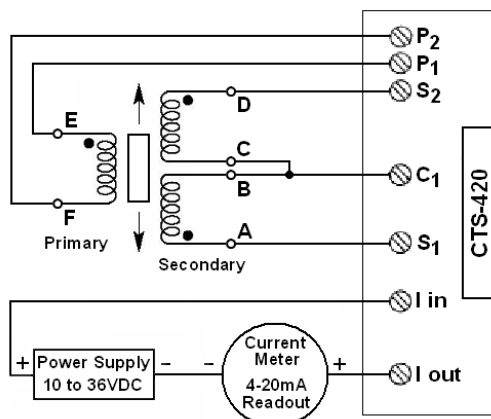 P2
P1
S2
D
E
C
B
C1
F
Primary
A
Secondary
S1
CTS-420
I in
+ Power Supply −
10 to 36VDC
− Current +
Meter
4-20mA
Readout
I out